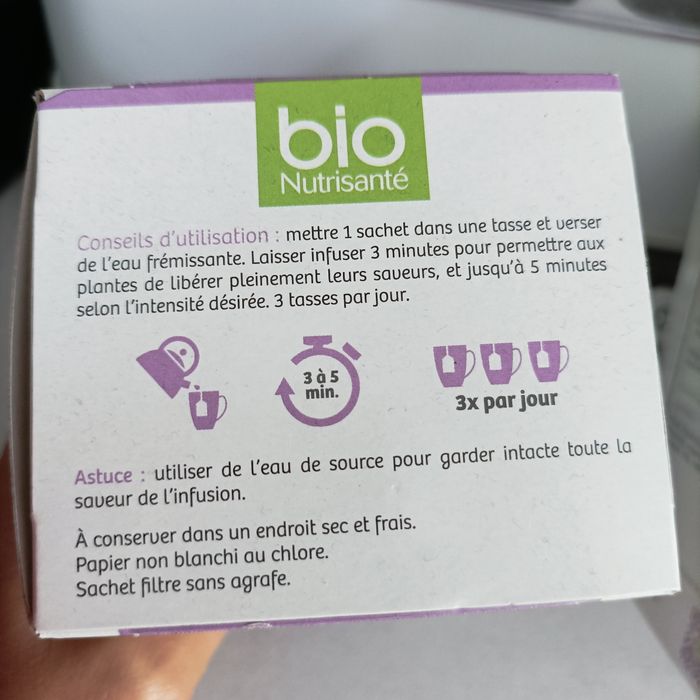 bio
Nutrisanté
Conseils d'utilisation : mettre 1 sachet dans une tasse et verser
de l'eau frémissante. Laisser infuser 3 minutes pour permettre aux
plantes de libérer pleinement leurs saveurs, et jusqu'à 5 minutes
selon l'intensité désirée. 3 tasses par jour.
3 à 5
min.
3x par jour
Astuce : utiliser de l'eau de source pour garder intacte toute la
saveur de l'infusion.
À conserver dans un endroit sec et frais.
Papier non blanchi au chlore.
Sachet filtre sans agrafe.